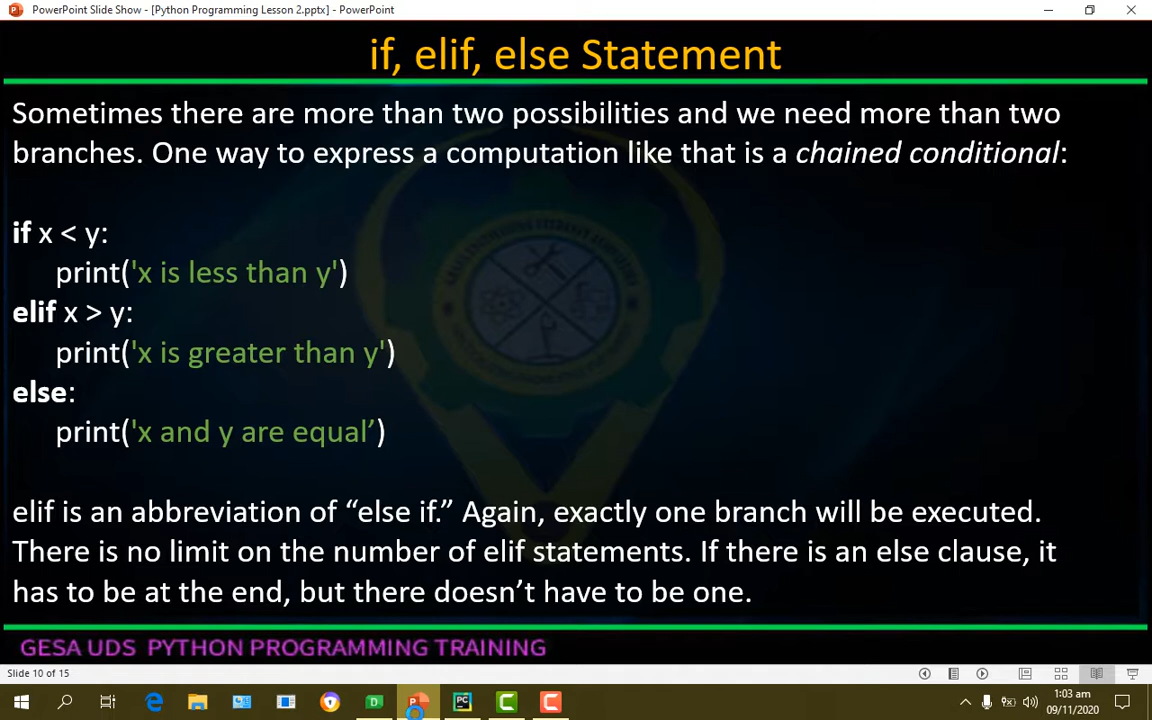 PowerPoint Slide Show - [Python Programming Lesson 2.pptx] - PowerPoint
if, elif, else Statement
Sometimes there are more than two possibilities and we need more than two
branches. One way to express a computation like that is a chained conditional:
if x < y:
print('x is less than y')
elif x > y:
print('x is greater than y')
else:
print('x and y are equal’)
elif is an abbreviation of “else if.” Again, exactly one branch will be executed.
There is no limit on the number of elif statements. If there is an else clause, it
has to be at the end, but there doesn’t have to be one.
GESA UDS PYTHON PROGRAMMING TRAINING
Slide 10 of 15
1:03 am
09/11/2020